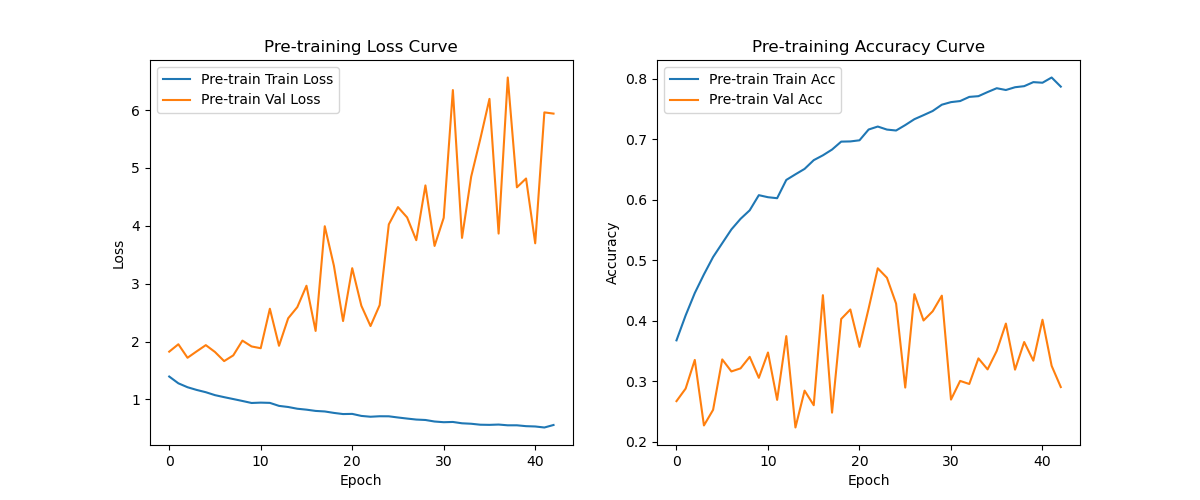 Pre-training Loss Curve
Pre-train Train Loss
Pre-train Val Loss
Loss
6
5
4
3
2
1
0
10
20
30
40
Epoch
Pre-training Accuracy Curve
Pre-train Train Acc
Pre-train Val Acc
Accuracy
0.8
0.7
0.6
0.5
0.4
0.3
0.2
0
10
20
30
40
Epoch